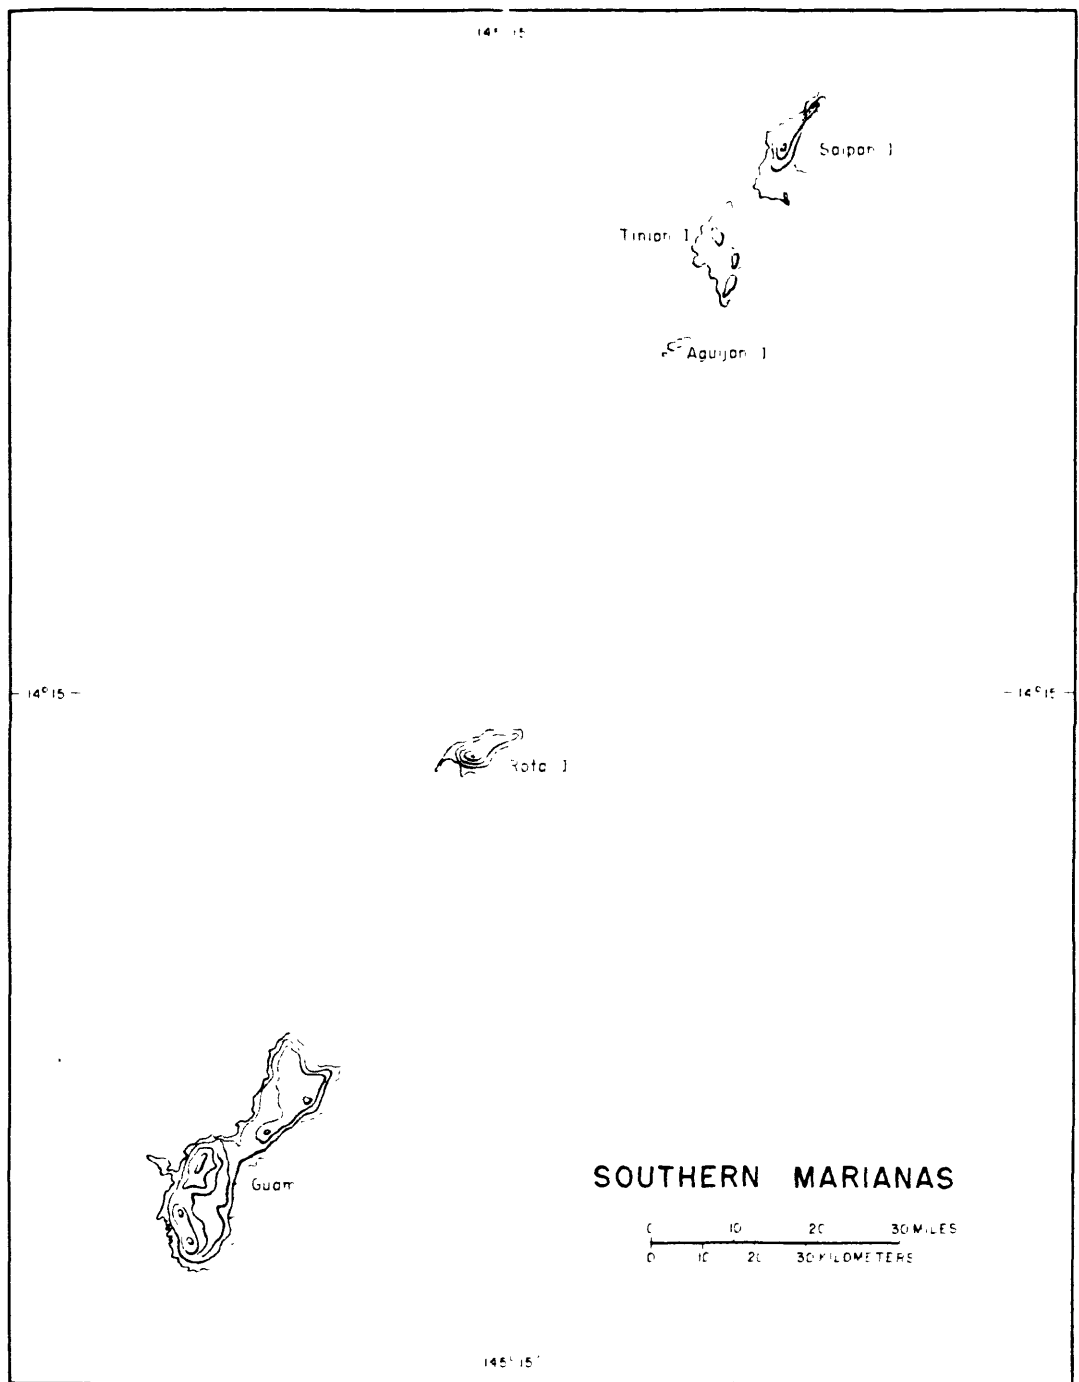 Saipan I
Tinian I
Aguijan I
14°15
14°15
Rota I
Guam
SOUTHERN MARIANAS
10 20 30 MILES
0 10 20 30 KILOMETERS
145°15'